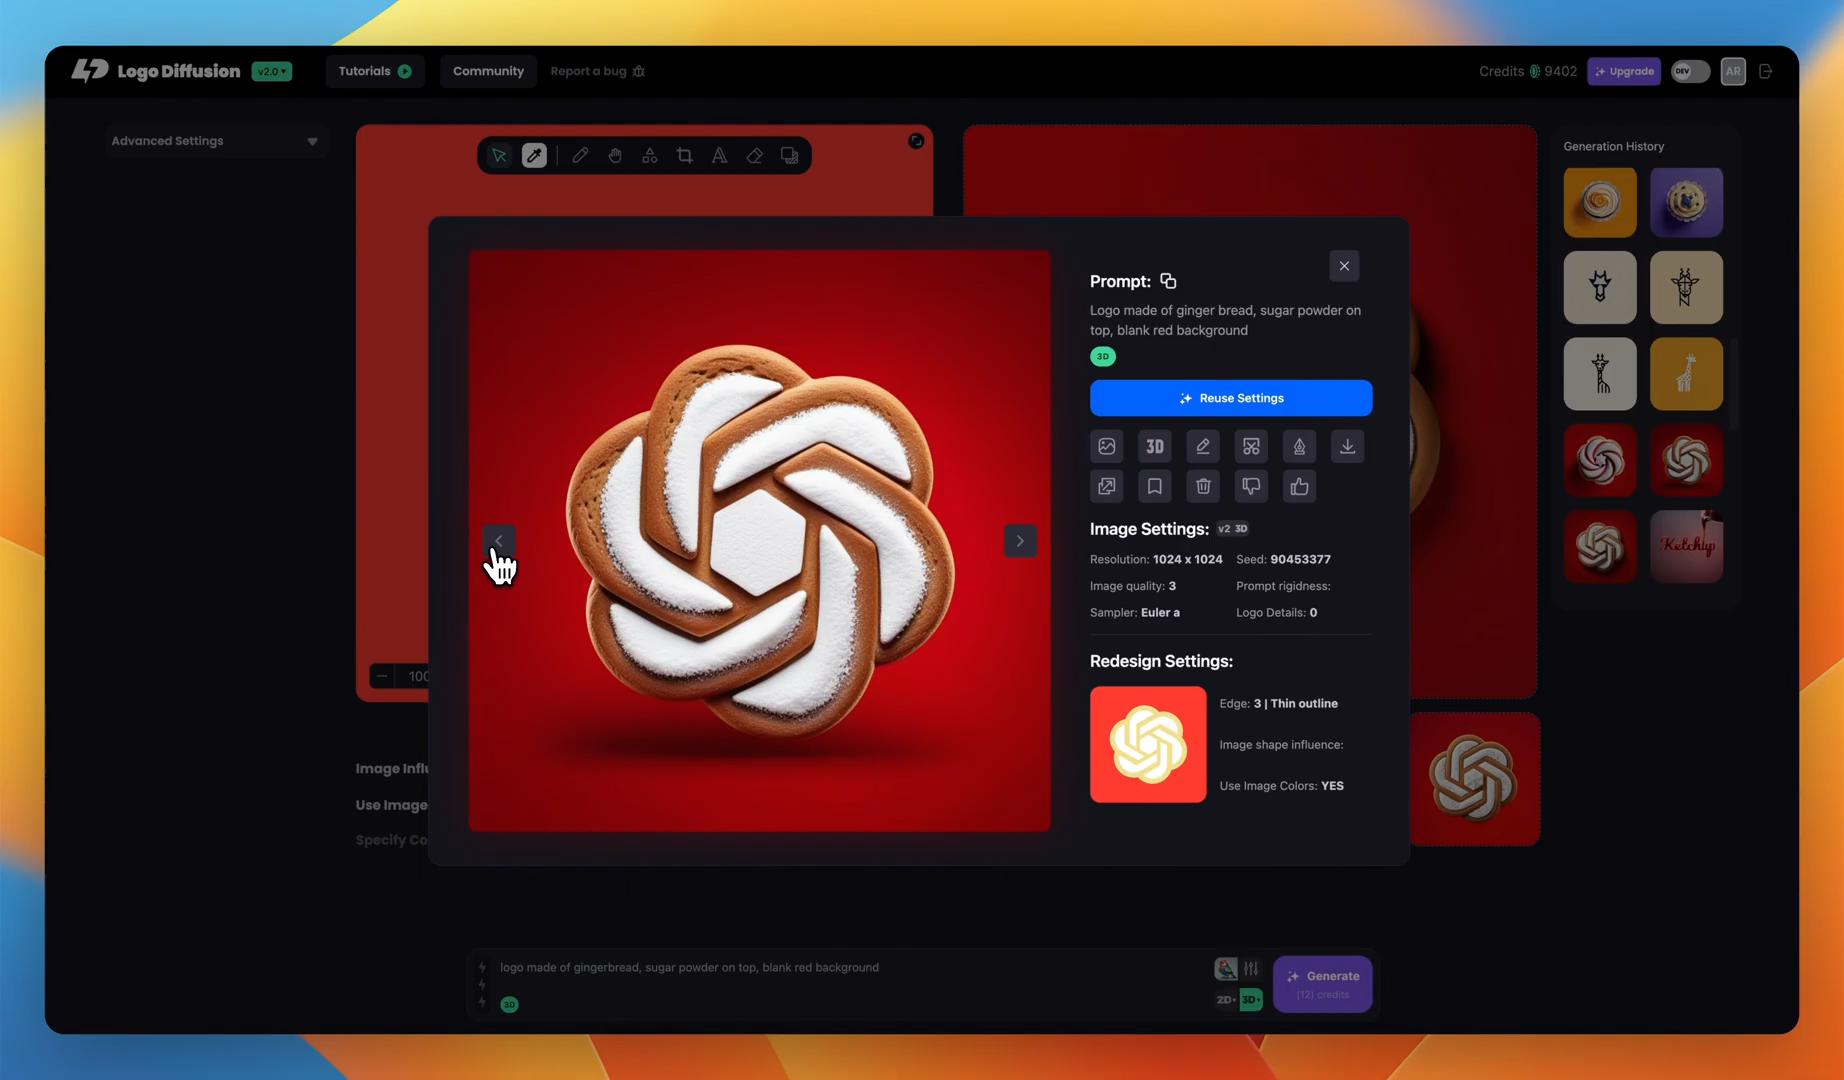 Logo Diffusion
v2.0
Tutorials
Community
Report a bug
Credits 9402
Upgrade
DEV
AR
Advanced Settings
Generation History
Prompt:
Logo made of ginger bread, sugar powder on
top, blank red background
3D
Reuse Settings
3D
Image Settings: v2 3D
Resolution: 1024 x 1024 Seed: 90453377
Image quality: 3 Prompt rigidness:
Sampler: Euler a Logo Details: 0
Redesign Settings:
Edge: 3 | Thin outline
Image shape influence:
Use Image Colors: YES
Ketchup
100
Image Influ
Use Image
Specify Co
logo made of gingerbread, sugar powder on top, blank red background
3D
2D 3D
Generate
(12) credits